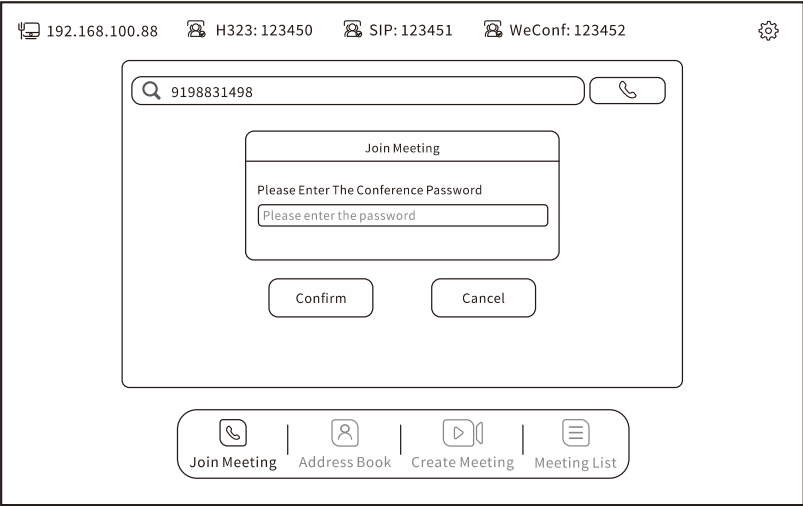 192.168.100.88 H323: 123450 SIP: 123451 WeConf: 123452
9198831498
Join Meeting
Please Enter The Conference Password
Please enter the password
Confirm Cancel
Join Meeting Address Book Create Meeting Meeting List